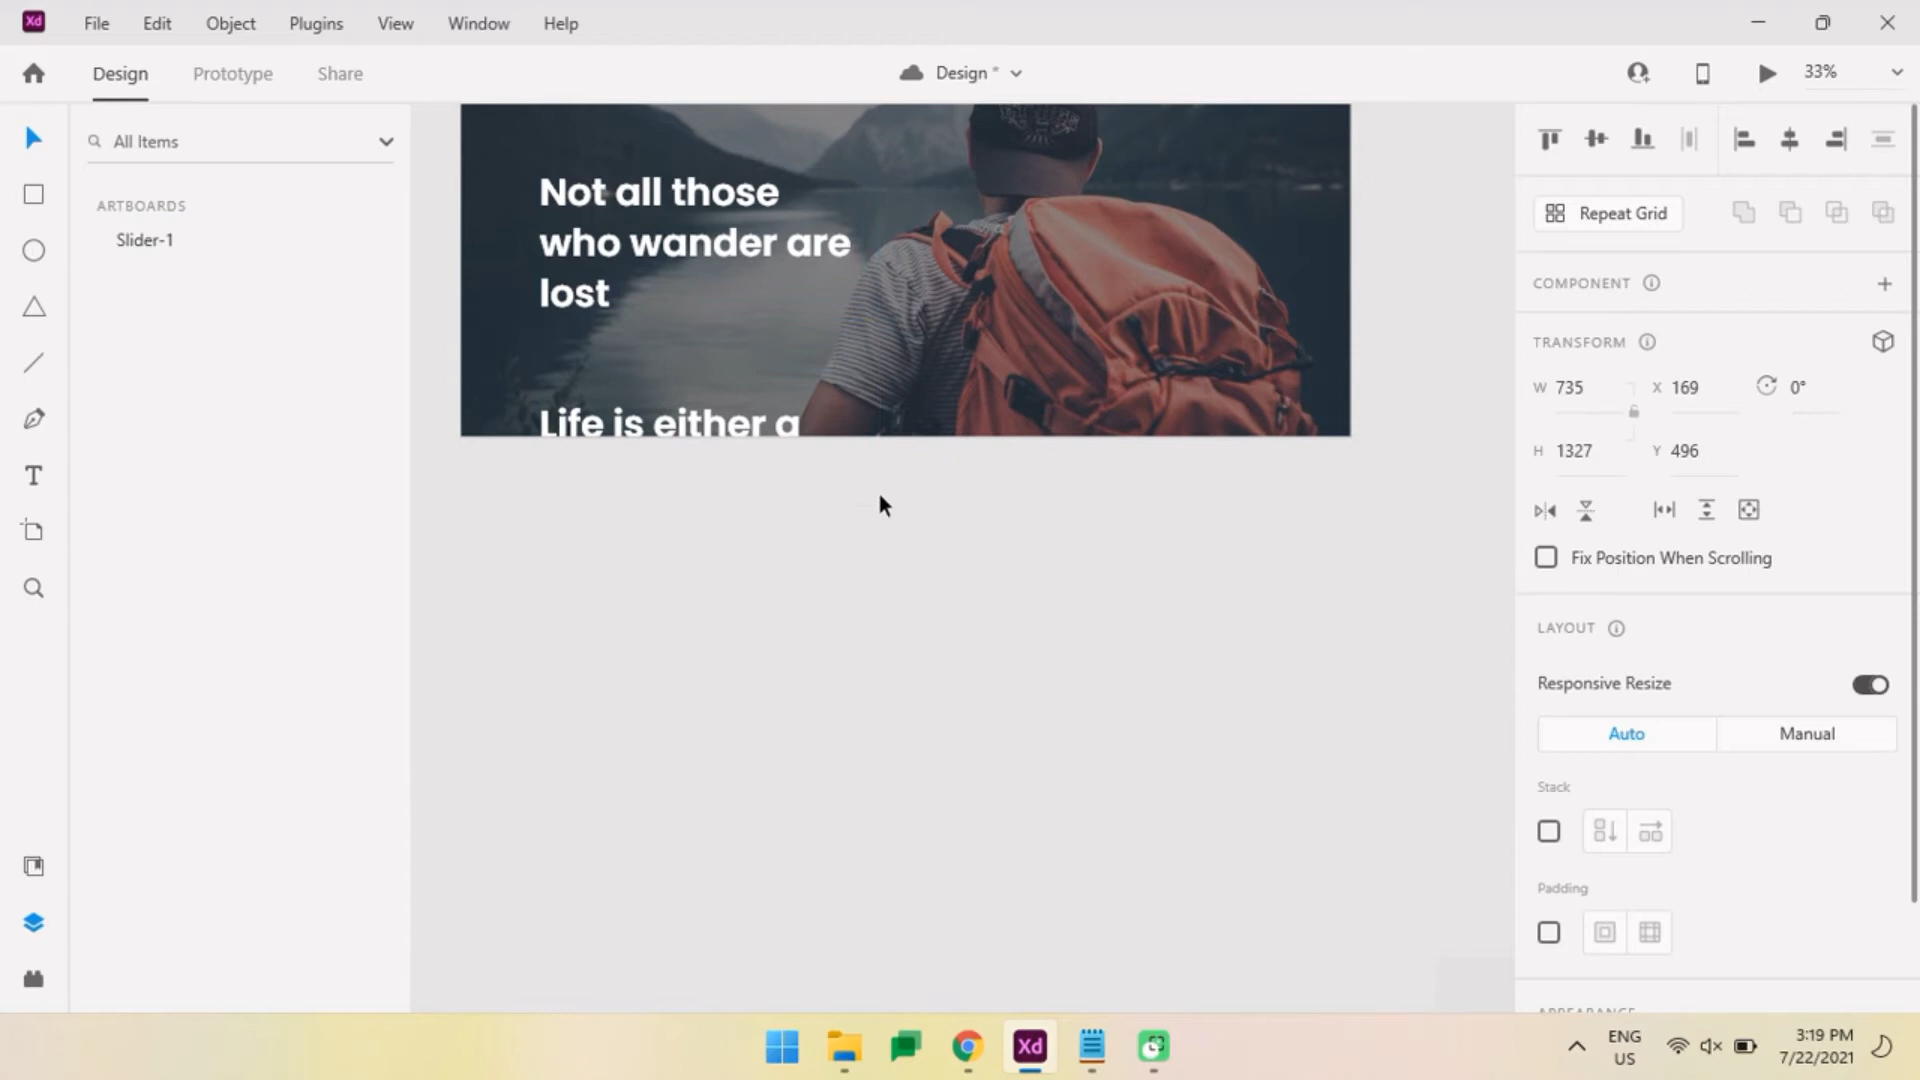 Xd File Edit Object Plugins View Window Help
Design Prototype Share Design * 33%
All Items
ARTBOARDS
Slider-1
Not all those
who wander are
lost
Life is either a
Repeat Grid
COMPONENT
TRANSFORM
W 735 X 169 0°
H 1327 Y 496
Fix Position When Scrolling
LAYOUT
Responsive Resize
Auto Manual
Stack
Padding
APPEARANCE
Xd
ENG
US
3:19 PM
7/22/2021